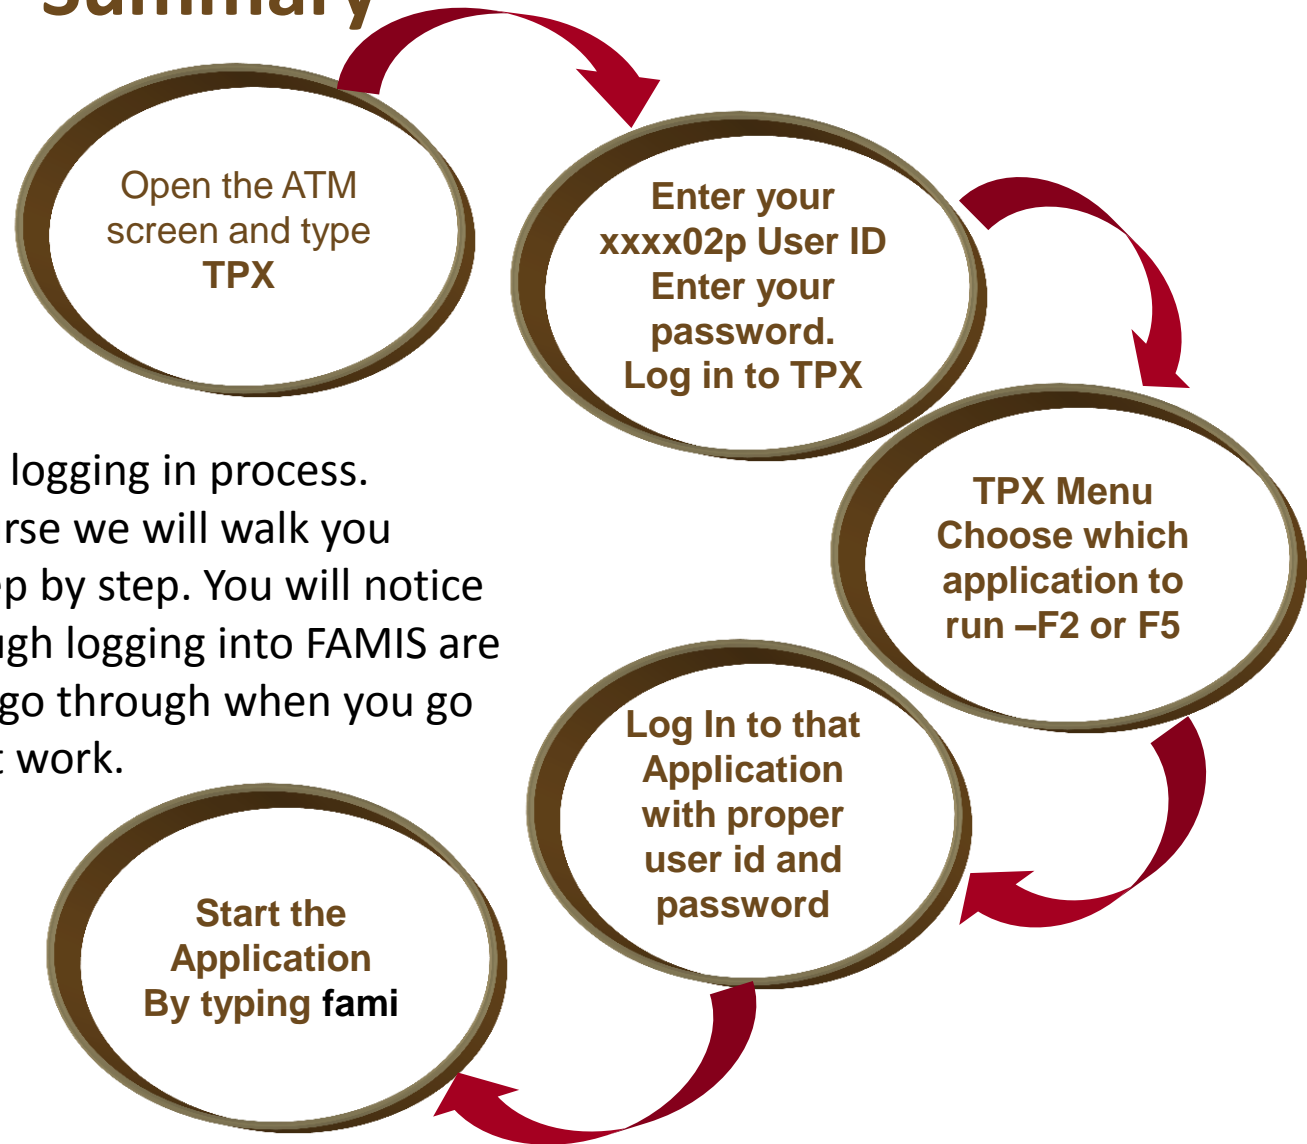 Summary
Open the ATM
screen and type
TPX
Enter your
xxxx02p User ID
Enter your
password.
Log in to TPX
TPX Menu
Choose which
application to
run –F2 or F5
Log In to that
Application
with proper
user id and
password
Start the
Application
By typing fami
logging in process.
rse we will walk you
ep by step. You will notice
ugh logging into FAMIS are
go through when you go
t work.